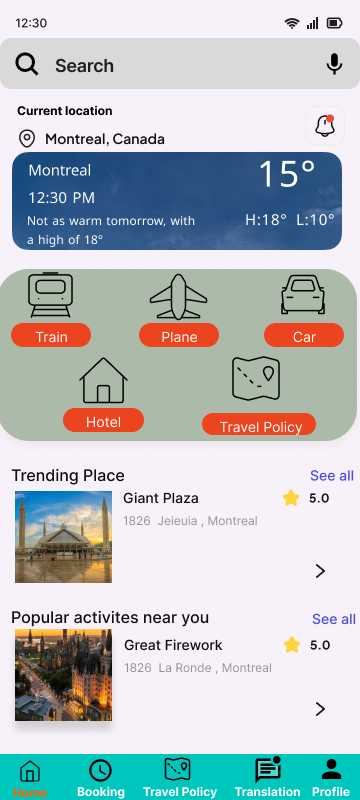 12:30
Search
Current location
Montreal, Canada
Montreal
15°
12:30 PM
Not as warm tomorrow, with
a high of 18°
H:18° L:10°
Train
Plane
Car
Hotel
Travel Policy
Trending Place
See all
Giant Plaza
5.0
1826 Jeieuia , Montreal
Popular activites near you
See all
Great Firework
5.0
1826 La Ronde , Montreal
Home
Booking
Travel Policy
Translation
Profile